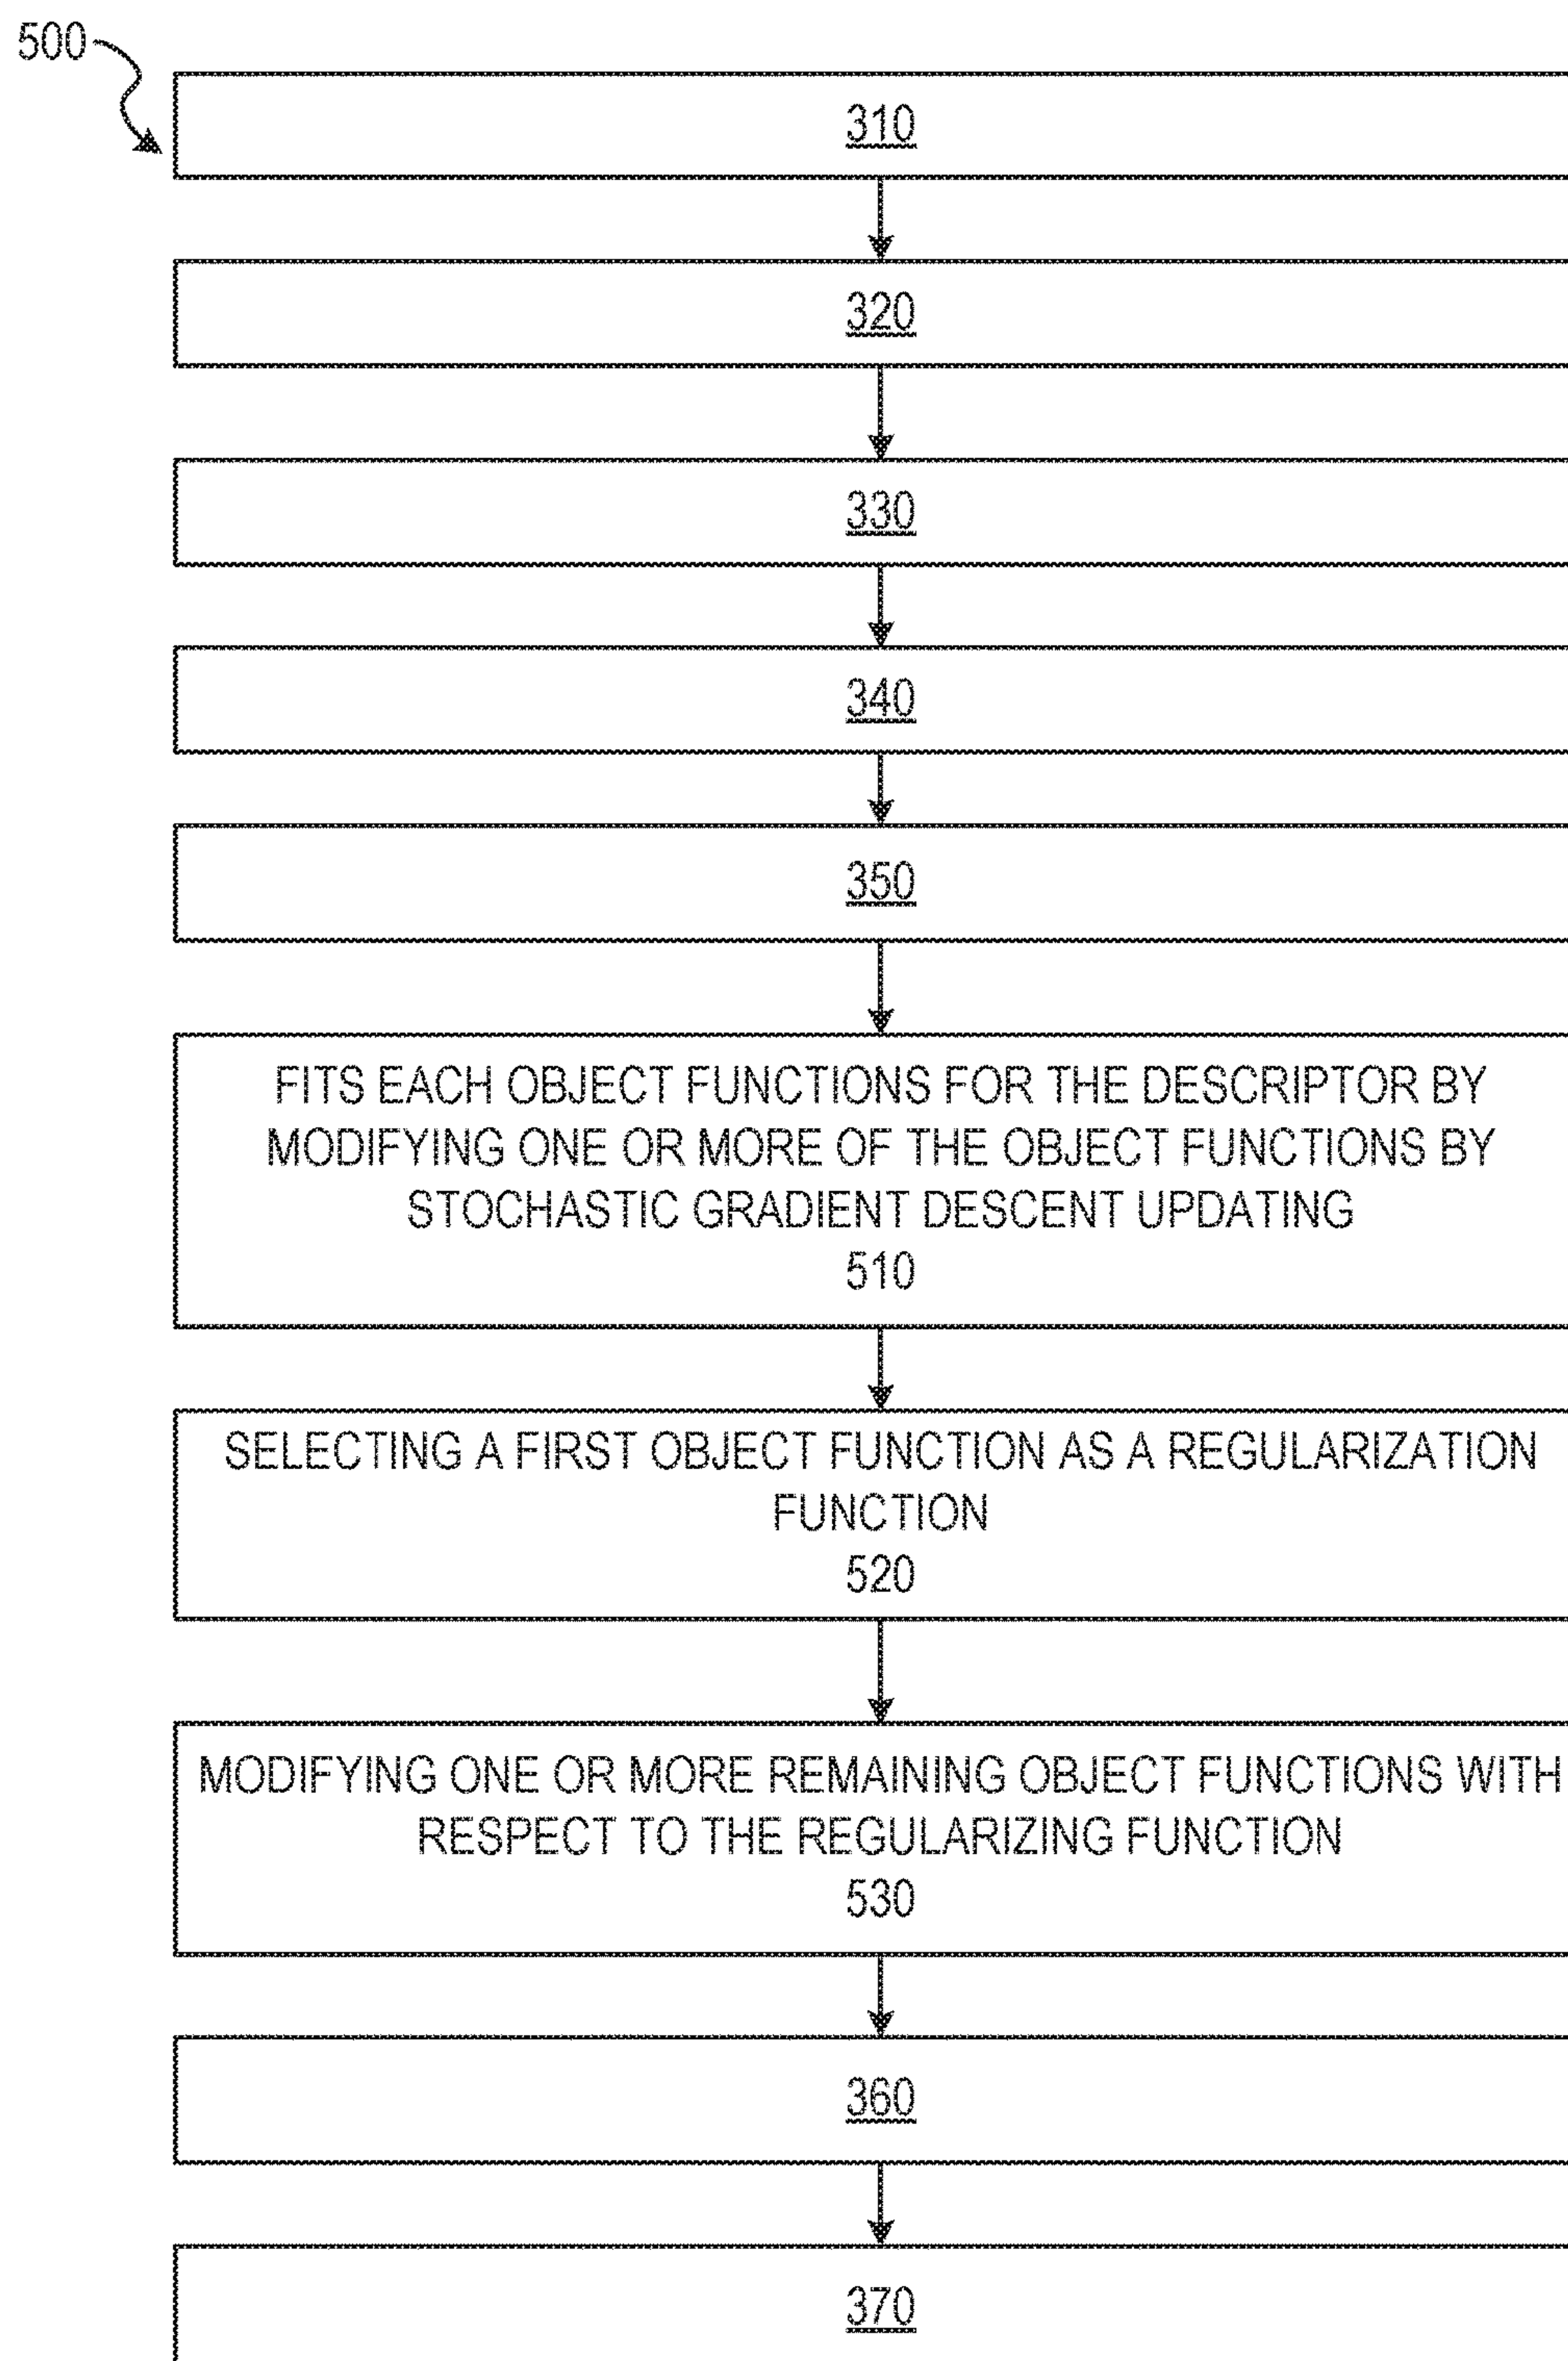 500
310
320
330
340
350
FITS EACH OBJECT FUNCTIONS FOR THE DESCRIPTOR BY
MODIFYING ONE OR MORE OF THE OBJECT FUNCTIONS BY
STOCHASTIC GRADIENT DESCENT UPDATING
510
SELECTING A FIRST OBJECT FUNCTION AS A REGULARIZATION
FUNCTION
520
MODIFYING ONE OR MORE REMAINING OBJECT FUNCTIONS WITH
RESPECT TO THE REGULARIZING FUNCTION
530
360
370